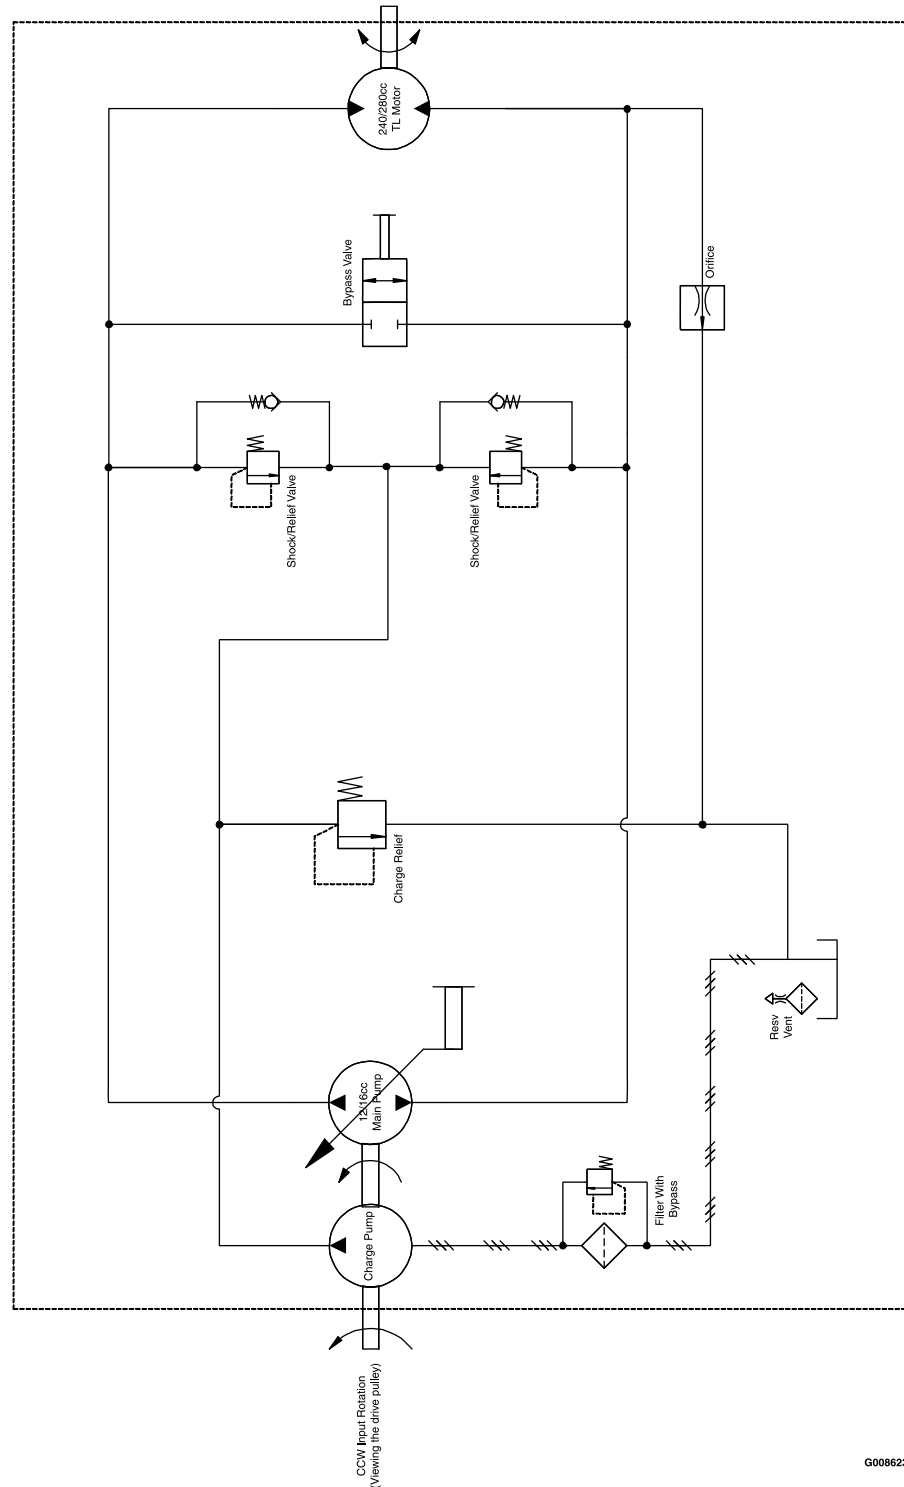 240/280cc
TL Motor
Bypass Valve
Orifice
Shock/Relief Valve
Shock/Relief Valve
Charge Relief
Resv
Vent
12/16cc
Main Pump
Filter With
Bypass
Charge Pump
CCW Input Rotation
(Viewing the drive pulley)
G008623